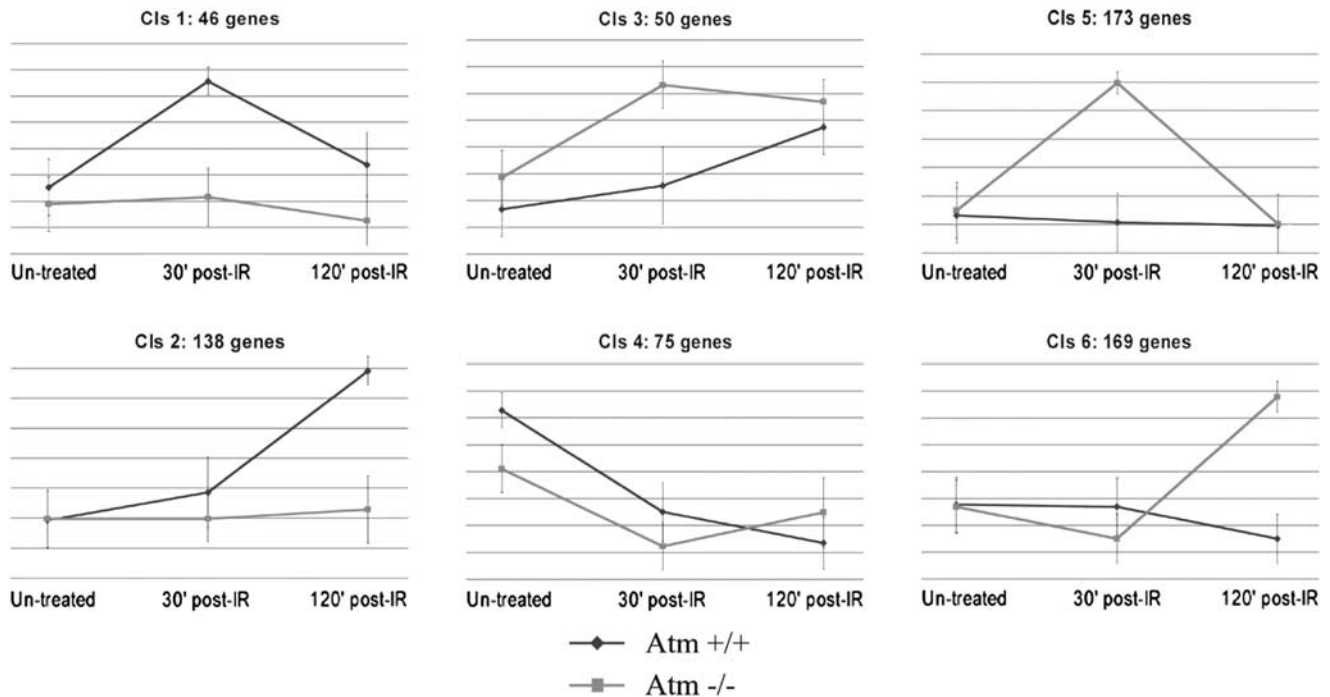 Cls 1: 46 genes
Cls 3: 50 genes
Cls 5: 173 genes
Un-treated 30' post-IR 120' post-IR
Un-treated 30' post-IR 120' post-IR
Un-treated 30' post-IR 120' post-IR
Cls 2: 138 genes
Cls 4: 75 genes
Cls 6: 169 genes
Un-treated 30' post-IR 120' post-IR
Un-treated 30' post-IR 120' post-IR
Un-treated 30' post-IR 120' post-IR
Atm +/+
Atm -/-